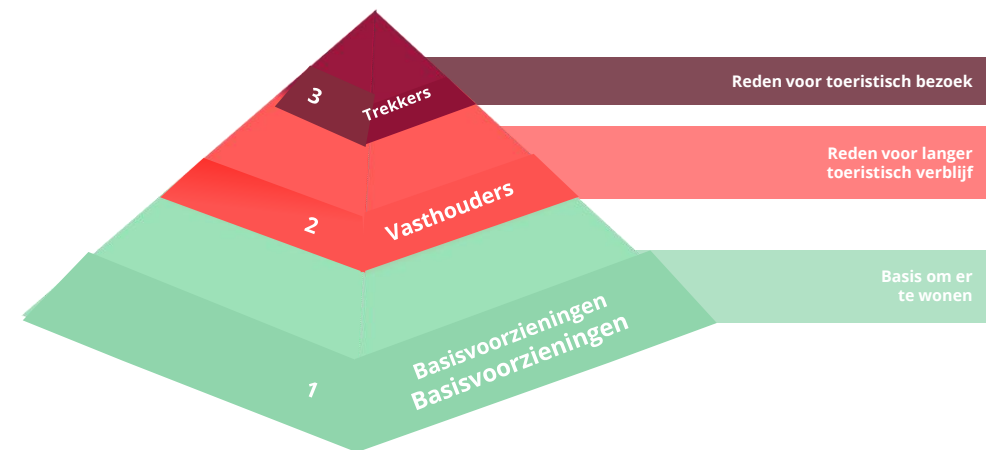 3
Trekkers
Reden voor toeristisch bezoek
2
Vasthouders
Reden voor langer
toeristisch verblijf
1
Basisvoorzieningen
Basisvoorzieningen
Basis om er
te wonen